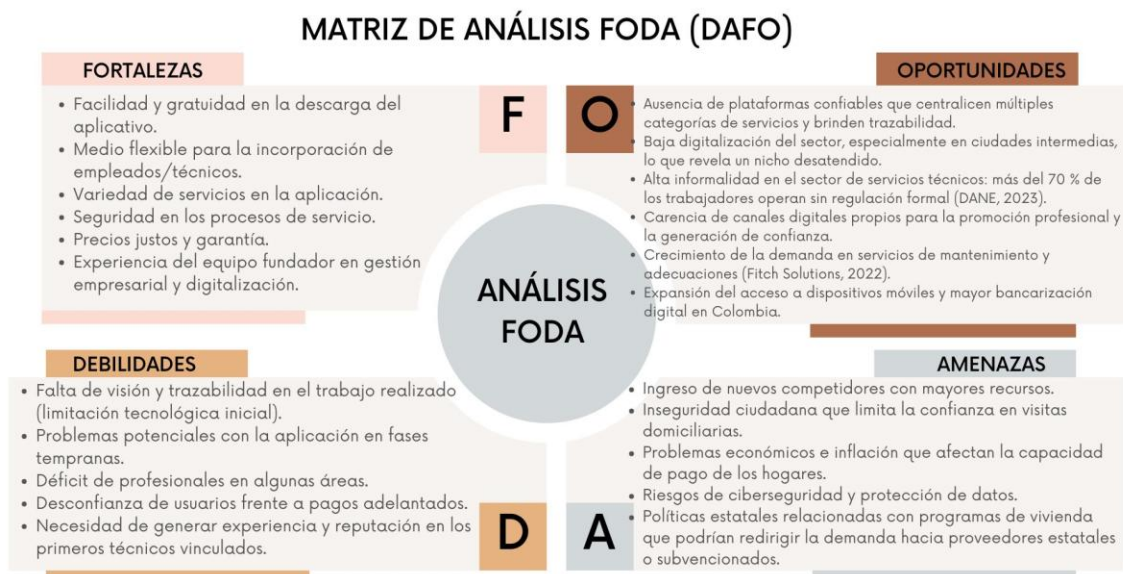 MATRIZ DE ANÁLISIS FODA (DAFO)
FORTALEZAS
• Facilidad y gratuidad en la descarga del
aplicativo.
• Medio flexible para la incorporación de
empleados/técnicos.
• Variedad de servicios en la aplicación.
• Seguridad en los procesos de servicio.
• Precios justos y garantía.
• Experiencia del equipo fundador en gestión
empresarial y digitalización.
F
O
OPORTUNIDADES
• Ausencia de plataformas confiables que centralicen múltiples
categorías de servicios y brinden trazabilidad.
• Baja digitalización del sector, especialmente en ciudades intermedias,
lo que revela un nicho desatendido.
• Alta informalidad en el sector de servicios técnicos: más del 70 % de
los trabajadores operan sin regulación formal (DANE, 2023).
• Carencia de canales digitales propios para la promoción profesional y
la generación de confianza.
• Crecimiento de la demanda en servicios de mantenimiento y
adecuaciones (Fitch Solutions, 2022).
• Expansión del acceso a dispositivos móviles y mayor bancarización
digital en Colombia.
ANÁLISIS
FODA
DEBILIDADES
• Falta de visión y trazabilidad en el trabajo realizado
(limitación tecnológica inicial).
• Problemas potenciales con la aplicación en fases
tempranas.
• Déficit de profesionales en algunas áreas.
• Desconfianza de usuarios frente a pagos adelantados.
• Necesidad de generar experiencia y reputación en los
primeros técnicos vinculados.
D
A
AMENAZAS
• Ingreso de nuevos competidores con mayores recursos.
• Inseguridad ciudadana que limita la confianza en visitas
domiciliarias.
• Problemas económicos e inflación que afectan la capacidad
de pago de los hogares.
• Riesgos de ciberseguridad y protección de datos.
• Políticas estatales relacionadas con programas de vivienda
que podrían redirigir la demanda hacia proveedores estatales
o subvencionados.